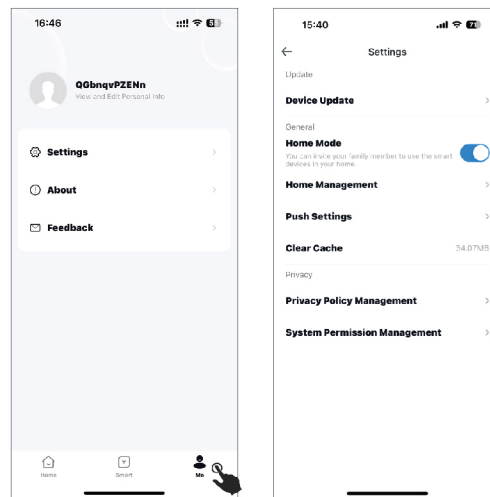 16:46
QGbnqvPZENn
View and Edit Personal Info
Settings
About
Feedback
Home
Smart
Me
15:40
71
Settings
Update
Device Update
General
Home Mode
You can invite your family member to use the smart
devices in your home.
Home Management
Push Settings
Clear Cache 34.07MB
Privacy
Privacy Policy Management
System Permission Management